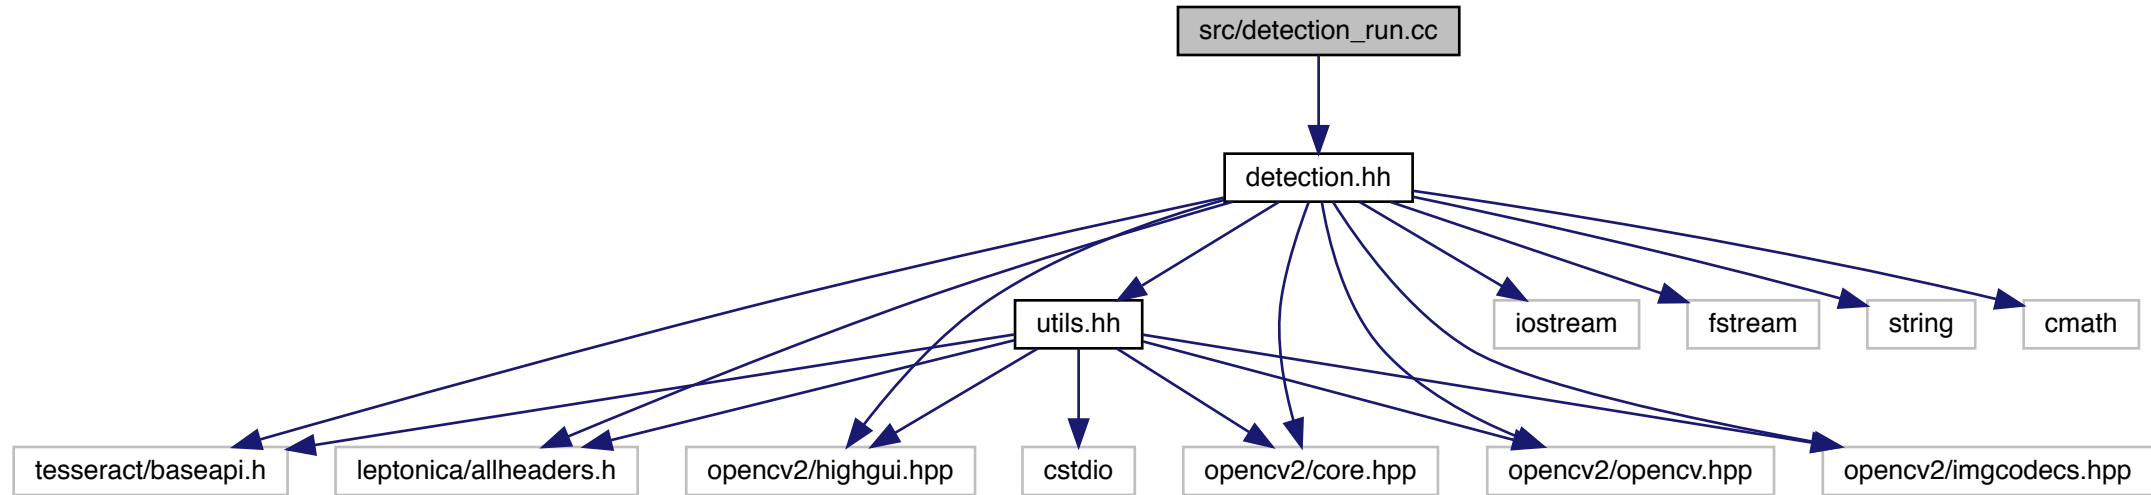 src/detection_run.cc
detection.hh
utils.hh
iostream
fstream
string
cmath
tesseract/baseapi.h
leptonica/allheaders.h
opencv2/highgui.hpp
cstdio
opencv2/core.hpp
opencv2/opencv.hpp
opencv2/imgcodecs.hpp